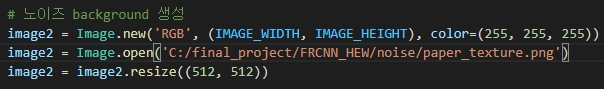 # 노이즈 background 생성
image2 = Image.new('RGB', (IMAGE_WIDTH, IMAGE_HEIGHT), color=(255, 255, 255))
image2 = Image.open('C:/final_project/FRCNN_HEW/noise/paper_texture.png')
image2 = image2.resize((512, 512))